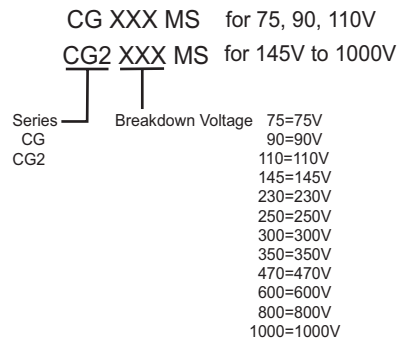 CG XXX MS for 75, 90, 110V
CG2 XXX MS for 145V to 1000V
Series Breakdown Voltage 75=75V
CG 90=90V
CG2 110=110V
145=145V
230=230V
250=250V
300=300V
350=350V
470=470V
600=600V
800=800V
1000=1000V